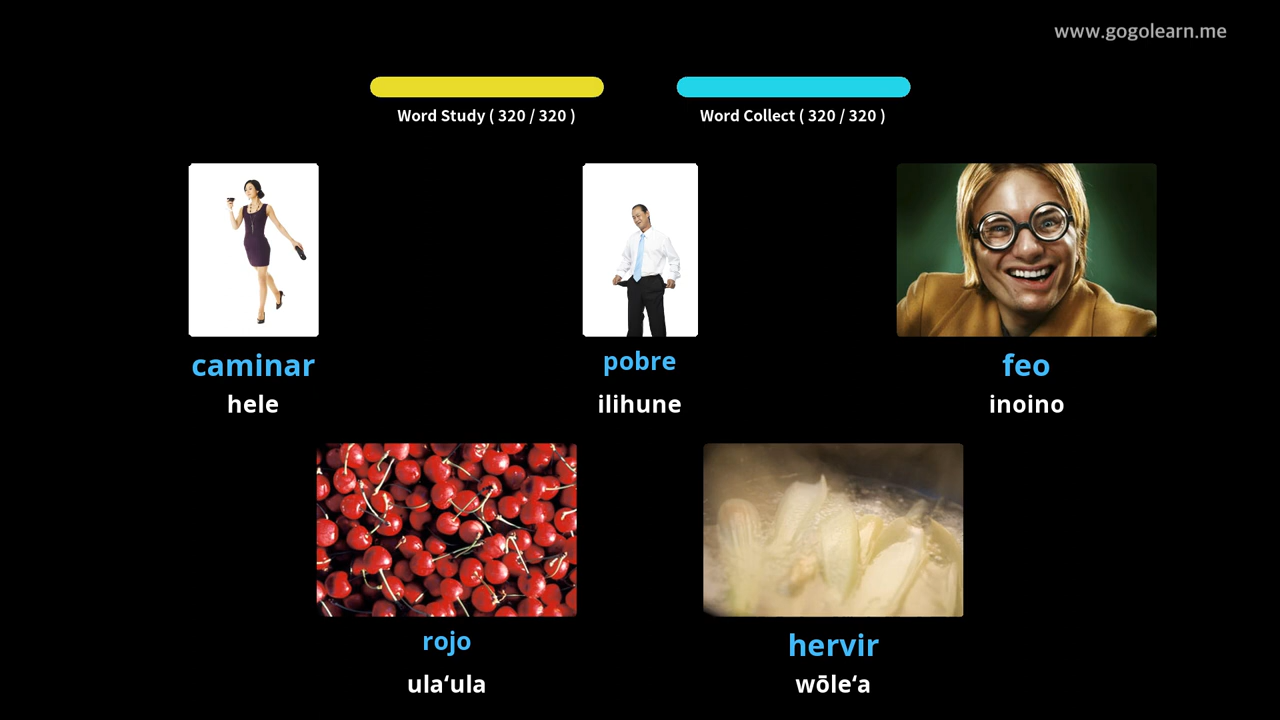 www.gogolearn.me
Word Study ( 320 / 320 )
Word Collect ( 320 / 320 )
caminar
hele
pobre
ilihune
feo
inoino
rojo
ulaʻula
hervir
wōleʻa